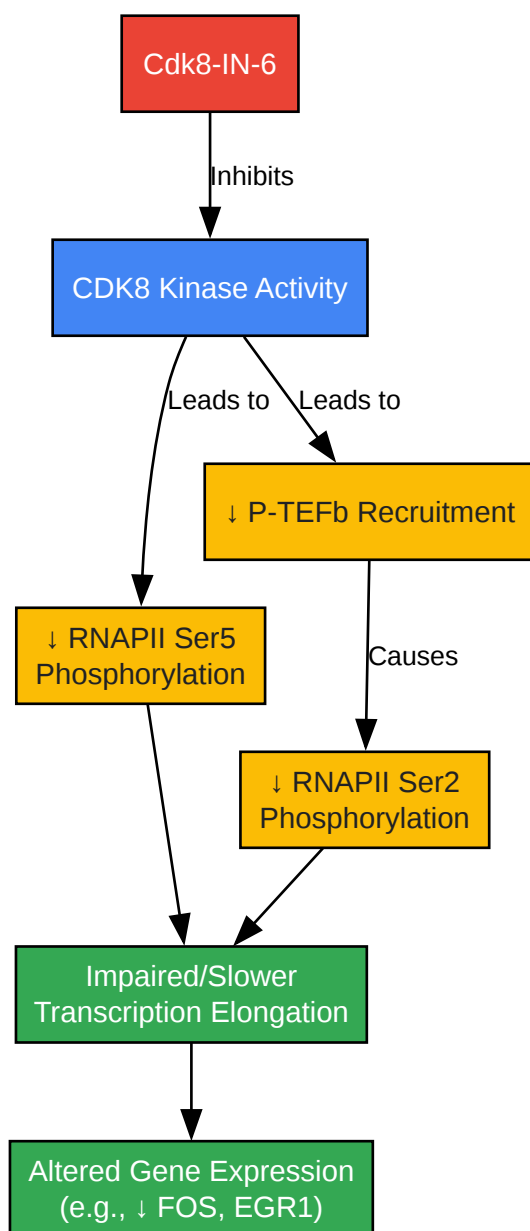 Cdk8-IN-6
Inhibits
CDK8 Kinase Activity
Leads to
Leads to
↓ P-TEFb Recruitment
↓ RNAPII Ser5
Phosphorylation
Causes
↓ RNAPII Ser2
Phosphorylation
Impaired/Slower
Transcription Elongation
Altered Gene Expression
(e.g., ↓ FOS, EGR1)